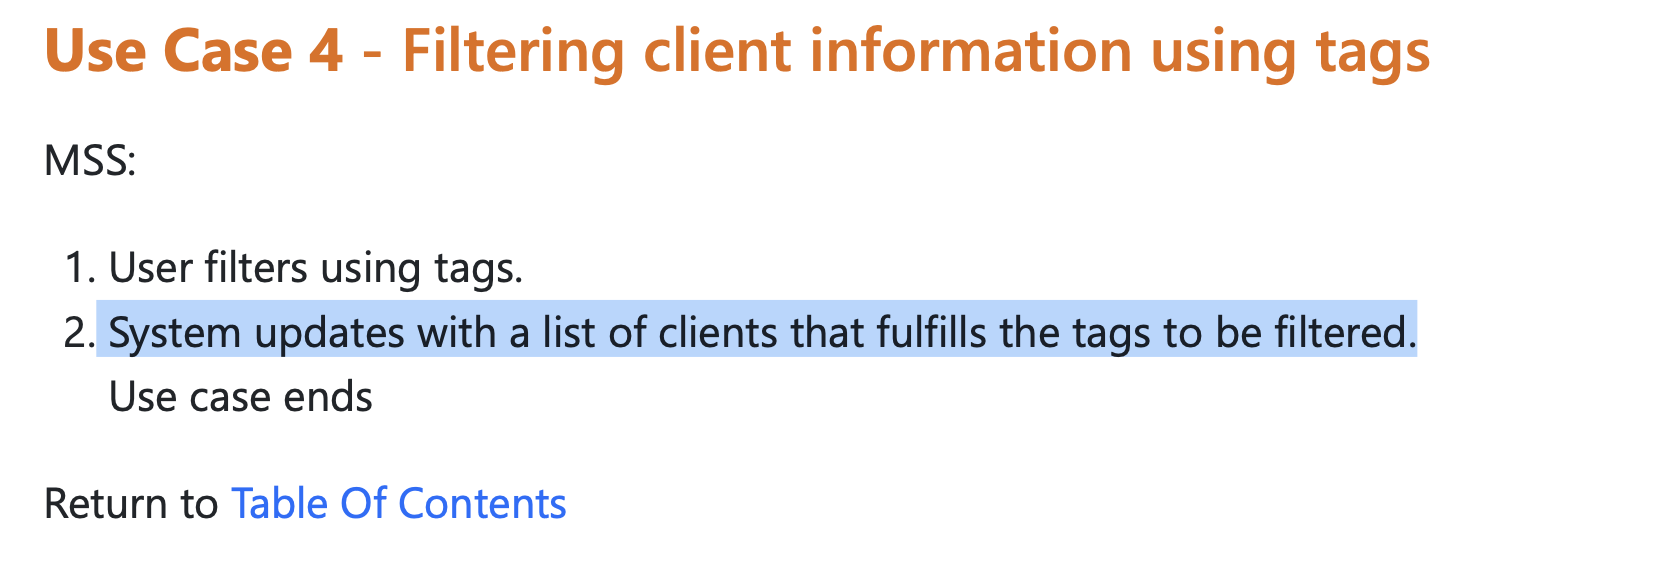 Use Case 4 - Filtering client information using tags
MSS:
1. User filters using tags.
2. System updates with a list of clients that fulfills the tags to be filtered.
Use case ends
Return to Table Of Contents